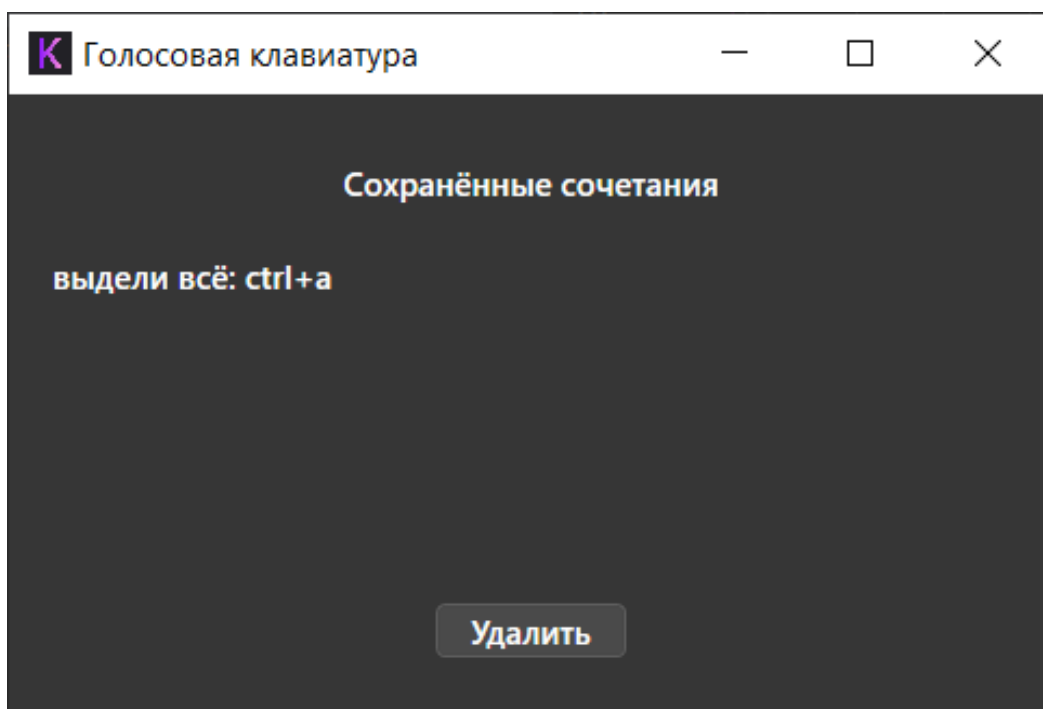 K Голосовая клавиатура
Сохранённые сочетания
выдели всё: ctrl+a
Удалить